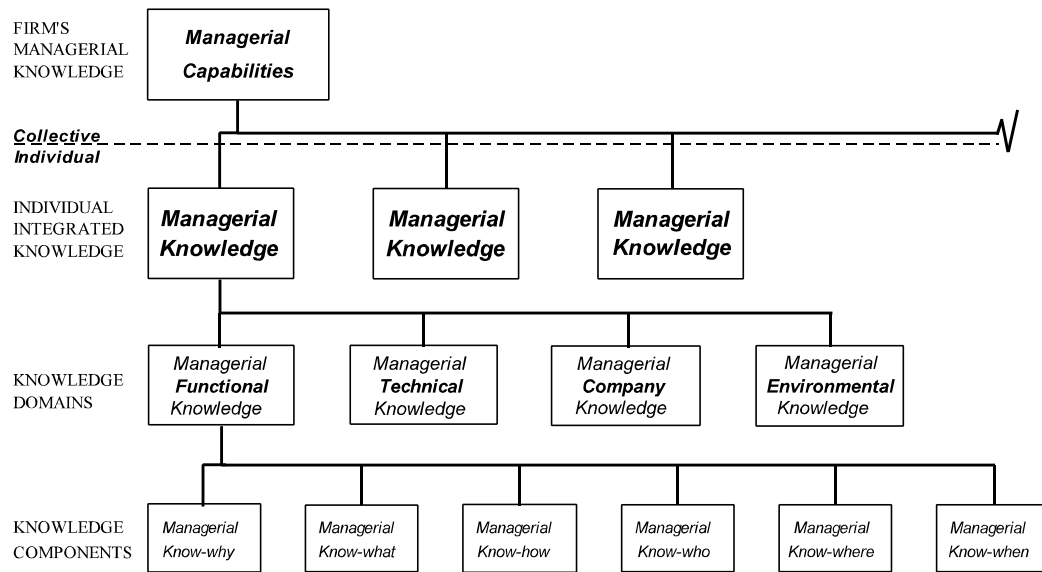 FIRM'S
MANAGERIAL
KNOWLEDGE
Managerial
Capabilities
Collective
Individual
INDIVIDUAL
INTEGRATED
KNOWLEDGE
Managerial
Knowledge
Managerial
Knowledge
Managerial
Knowledge
KNOWLEDGE
DOMAINS
Managerial
Functional
Knowledge
Managerial
Technical
Knowledge
Managerial
Company
Knowledge
Managerial
Environmental
Knowledge
KNOWLEDGE
COMPONENTS
Managerial
Know-why
Managerial
Know-what
Managerial
Know-how
Managerial
Know-who
Managerial
Know-where
Managerial
Know-when